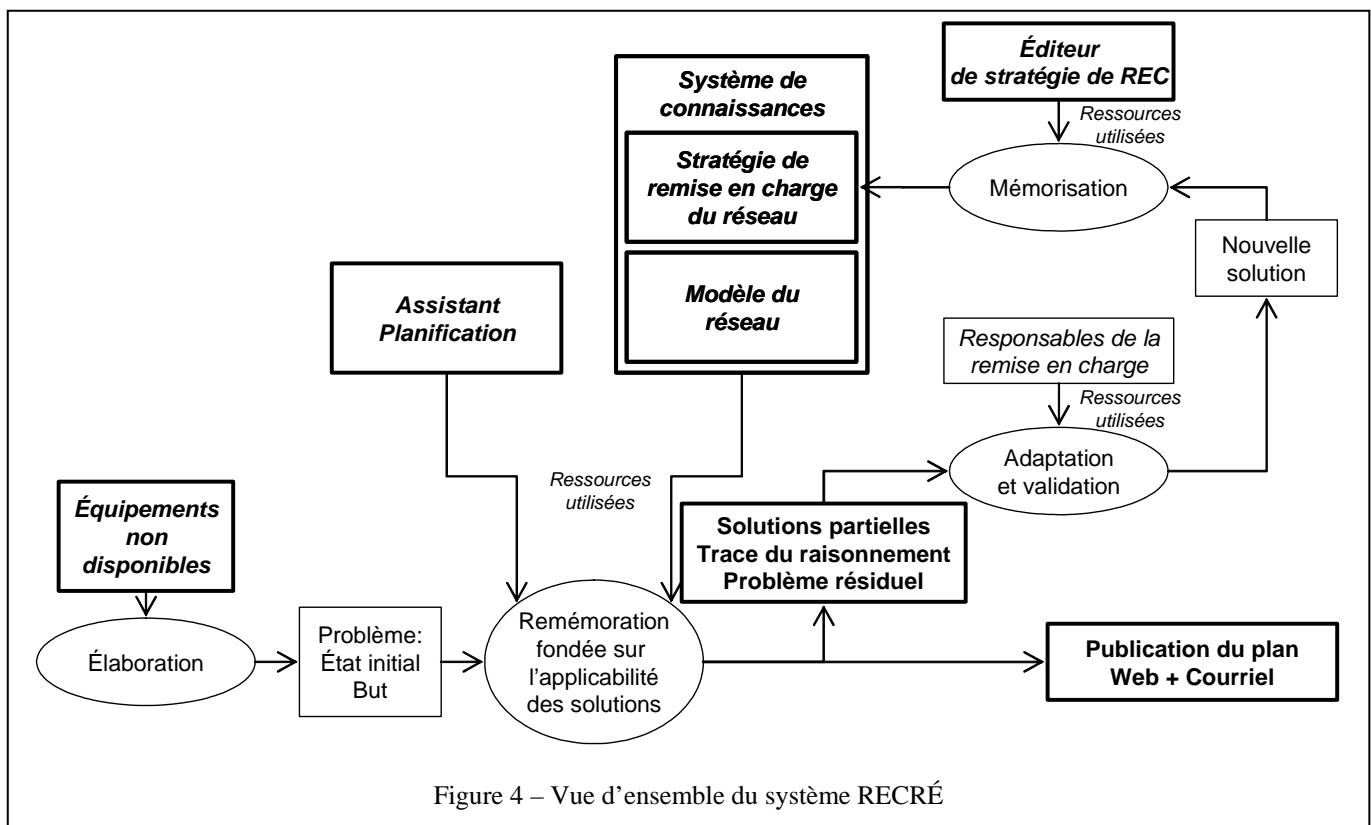 Éditeur
de stratégie de REC
Système de
connaissances
Ressources
utilisées
Stratégie de
remise en charge
du réseau
Mémorisation
Nouvelle
solution
Assistant
Planification
Modèle du
réseau
Responsables de la
remise en charge
Ressources
utilisées
Adaptation
et validation
Ressources
utilisées
Équipements
non
disponibles
Solutions partielles
Trace du raisonnement
Problème résiduel
Élaboration
Problème:
État initial
But
Remémoration
fondée sur
l’applicabilité
des solutions
Publication du plan
Web + Courriel
Figure 4 – Vue d’ensemble du système RECRÉ